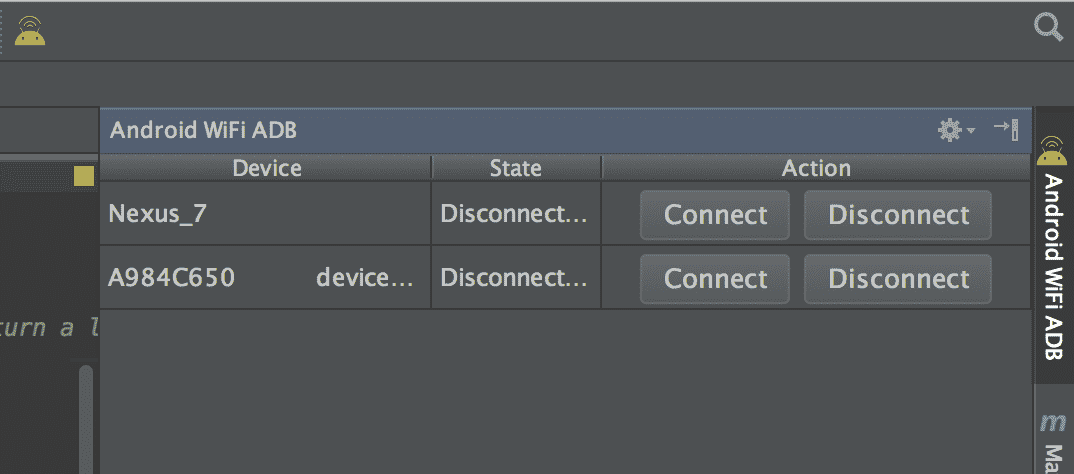 Android WiFi ADB
Device State Action
Nexus_7 Disconnect... Connect Disconnect
A984C650 device... Disconnect... Connect Disconnect
turn a l
Android WiFi ADB
m
Ma